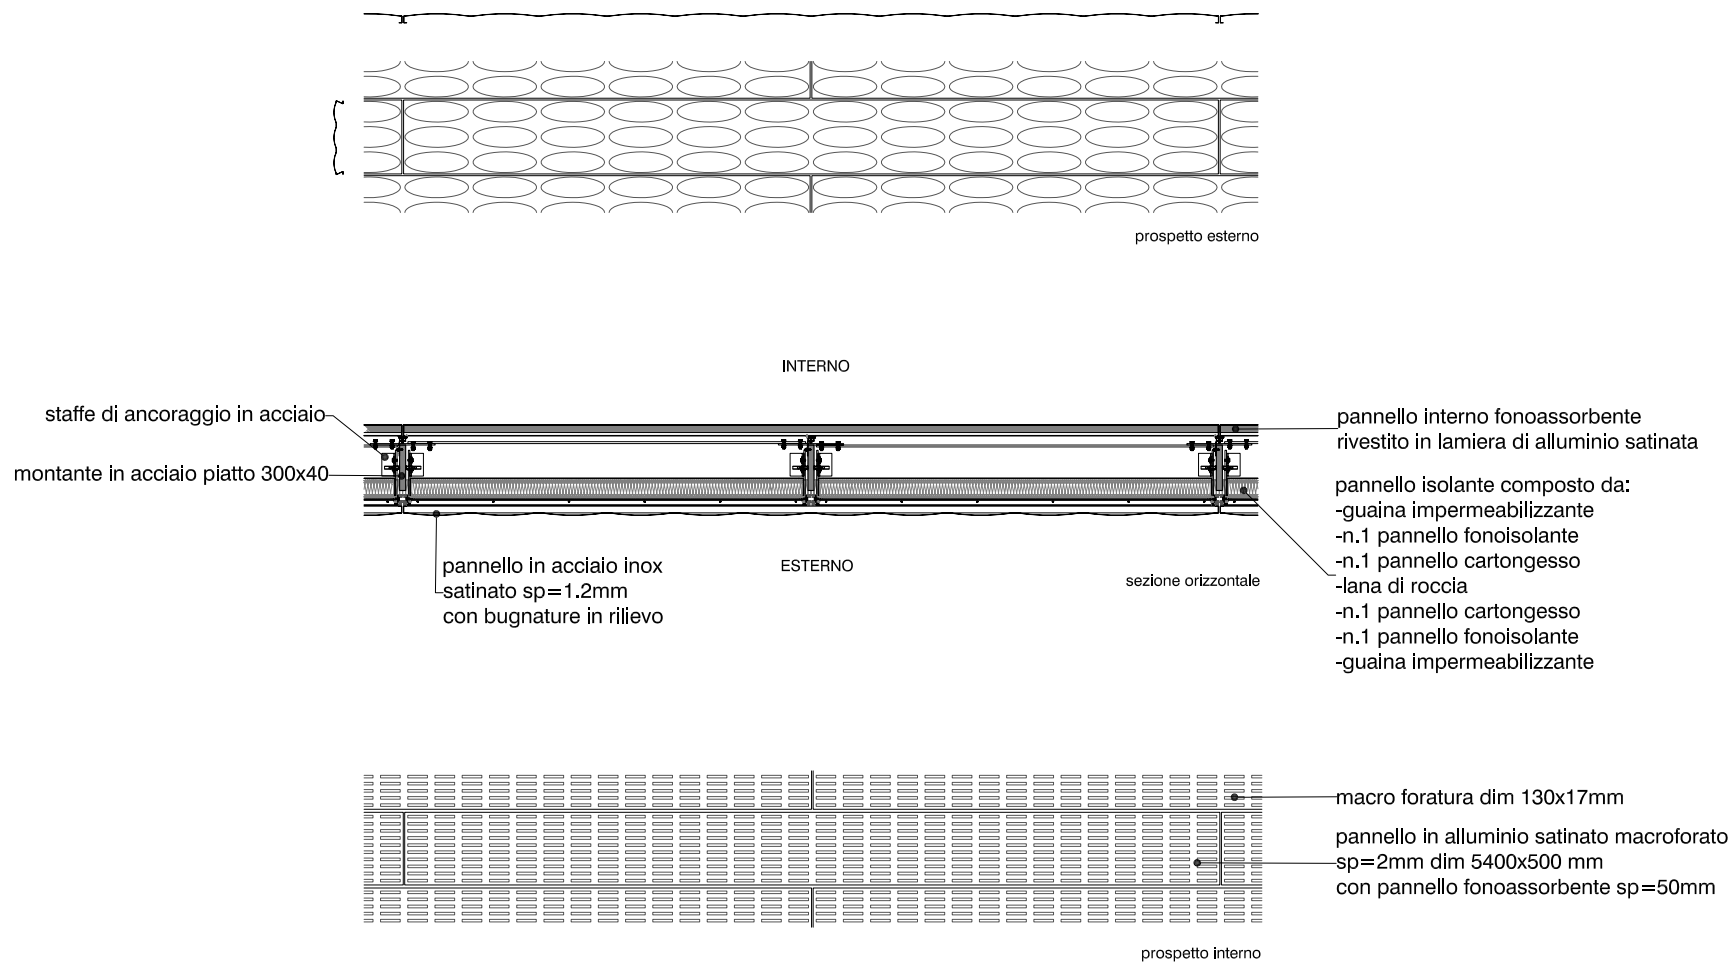 prospetto esterno
INTERNO
staffe di ancoraggio in acciaio
montante in acciaio piatto 300x40
pannello interno fonoassorbente
rivestito in lamiera di alluminio satinata
pannello isolante composto da:
-guaina impermeabilizzante
-n.1 pannello fonoisolante
-n.1 pannello cartongesso
-lana di roccia
-n.1 pannello cartongesso
-n.1 pannello fonoisolante
-guaina impermeabilizzante
pannello in acciaio inox
satinato sp=1.2mm
con bugnature in rilievo
ESTERNO
sezione orizzontale
macro foratura dim 130x17mm
pannello in alluminio satinato macroforato
sp=2mm dim 5400x500 mm
con pannello fonoassorbente sp=50mm
prospetto interno